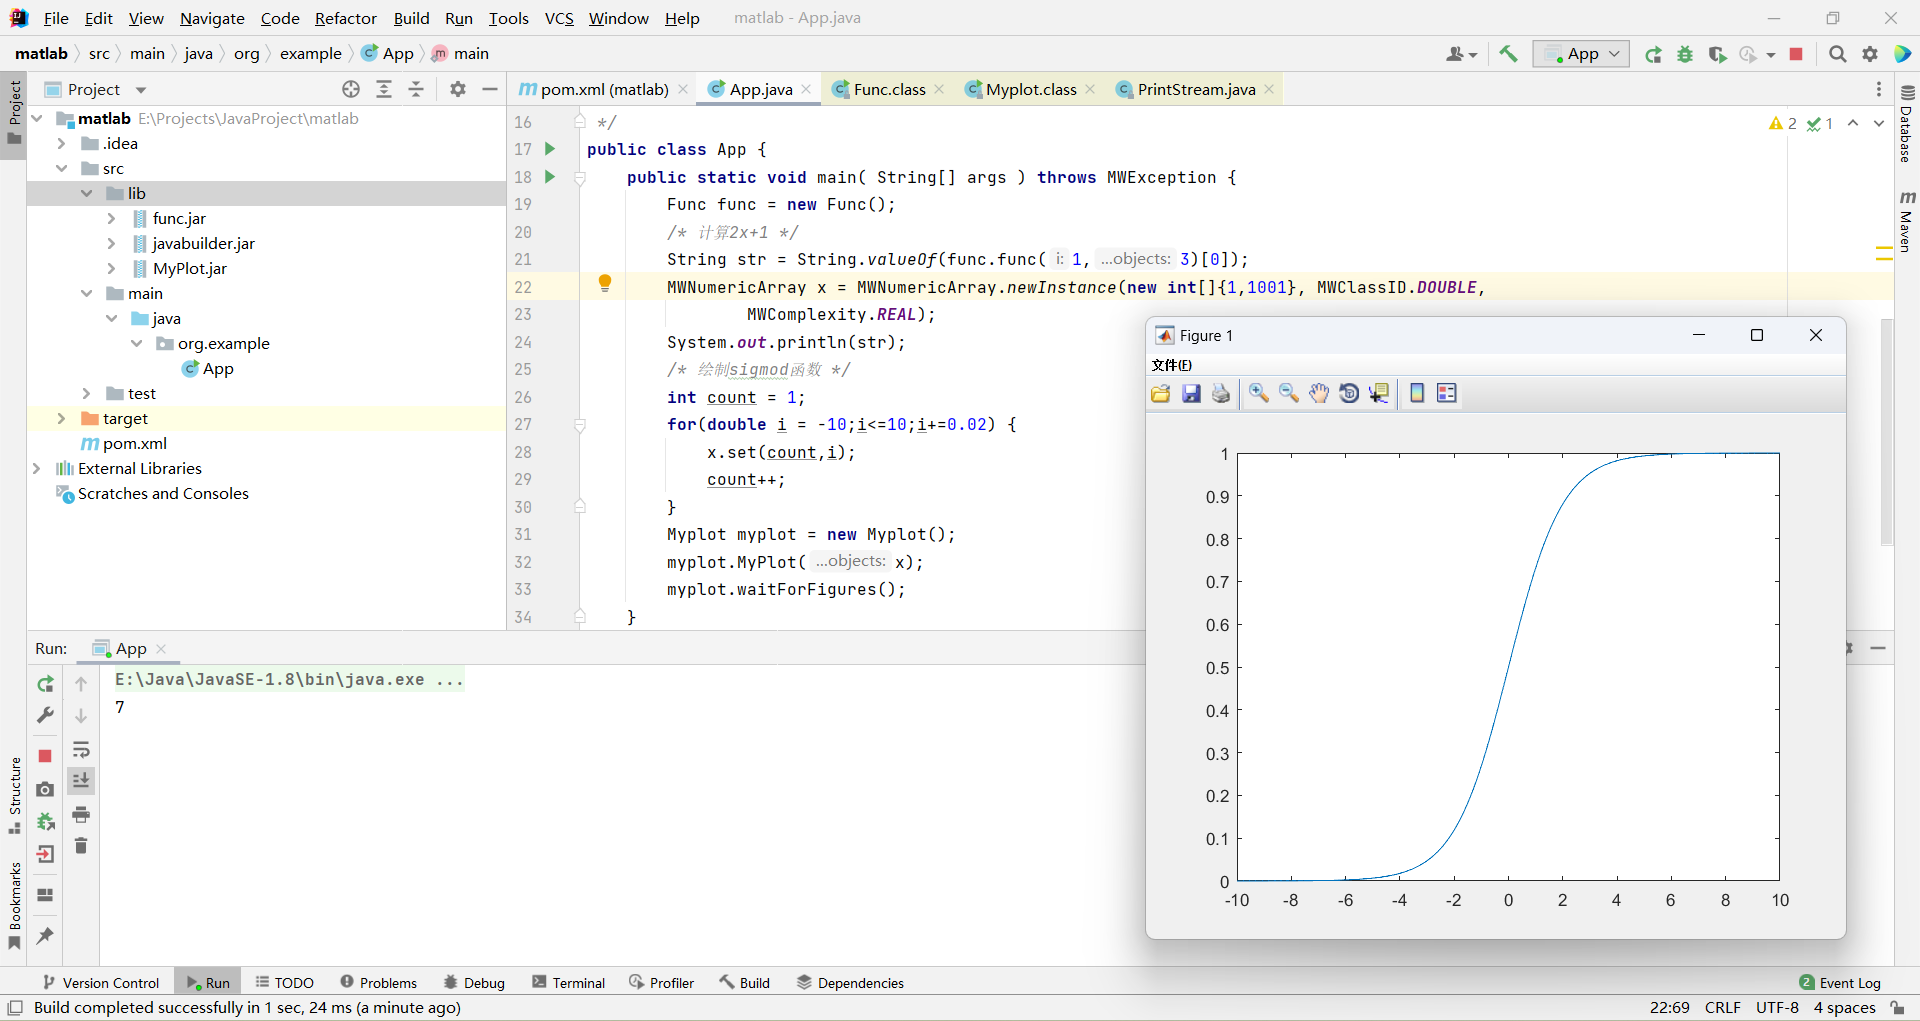 File Edit View Navigate Code Refactor Build Run Tools VCS Window Help matlab - App.java
matlab src main java org example App main
App
Project
pom.xml (matlab) App.java Func.class Myplot.class PrintStream.java
matlab E:\Projects\JavaProject\matlab
.idea
src
lib
func.jar
javabuilder.jar
MyPlot.jar
main
java
org.example
App
test
target
pom.xml
External Libraries
Scratches and Consoles
Project
Structure
Bookmarks
Database
Maven
2 1
16 */
17 public class App {
18 public static void main( String[] args ) throws MWException {
19 Func func = new Func();
20 /* 计算2x+1 */
21 String str = String.valueOf(func.func( i: 1, ...objects: 3)[0]);
22 MWNumericArray x = MWNumericArray.newInstance(new int[]{1,1001}, MWClassID.DOUBLE,
23 MWComplexity.REAL);
24 System.out.println(str);
25 /* 绘制sigmod函数 */
26 int count = 1;
27 for(double i = -10;i<=10;i+=0.02) {
28 x.set(count,i);
29 count++;
30 }
31 Myplot myplot = new Myplot();
32 myplot.MyPlot( ...objects: x);
33 myplot.waitForFigures();
34 }
Figure 1
文件(F)
1
0.9
0.8
0.7
0.6
0.5
0.4
0.3
0.2
0.1
0
-10 -8 -6 -4 -2 0 2 4 6 8 10
Run: App
E:\Java\JavaSE-1.8\bin\java.exe ...
7
Version Control Run TODO Problems Debug Terminal Profiler Build Dependencies 2 Event Log
Build completed successfully in 1 sec, 24 ms (a minute ago) 22:69 CRLF UTF-8 4 spaces